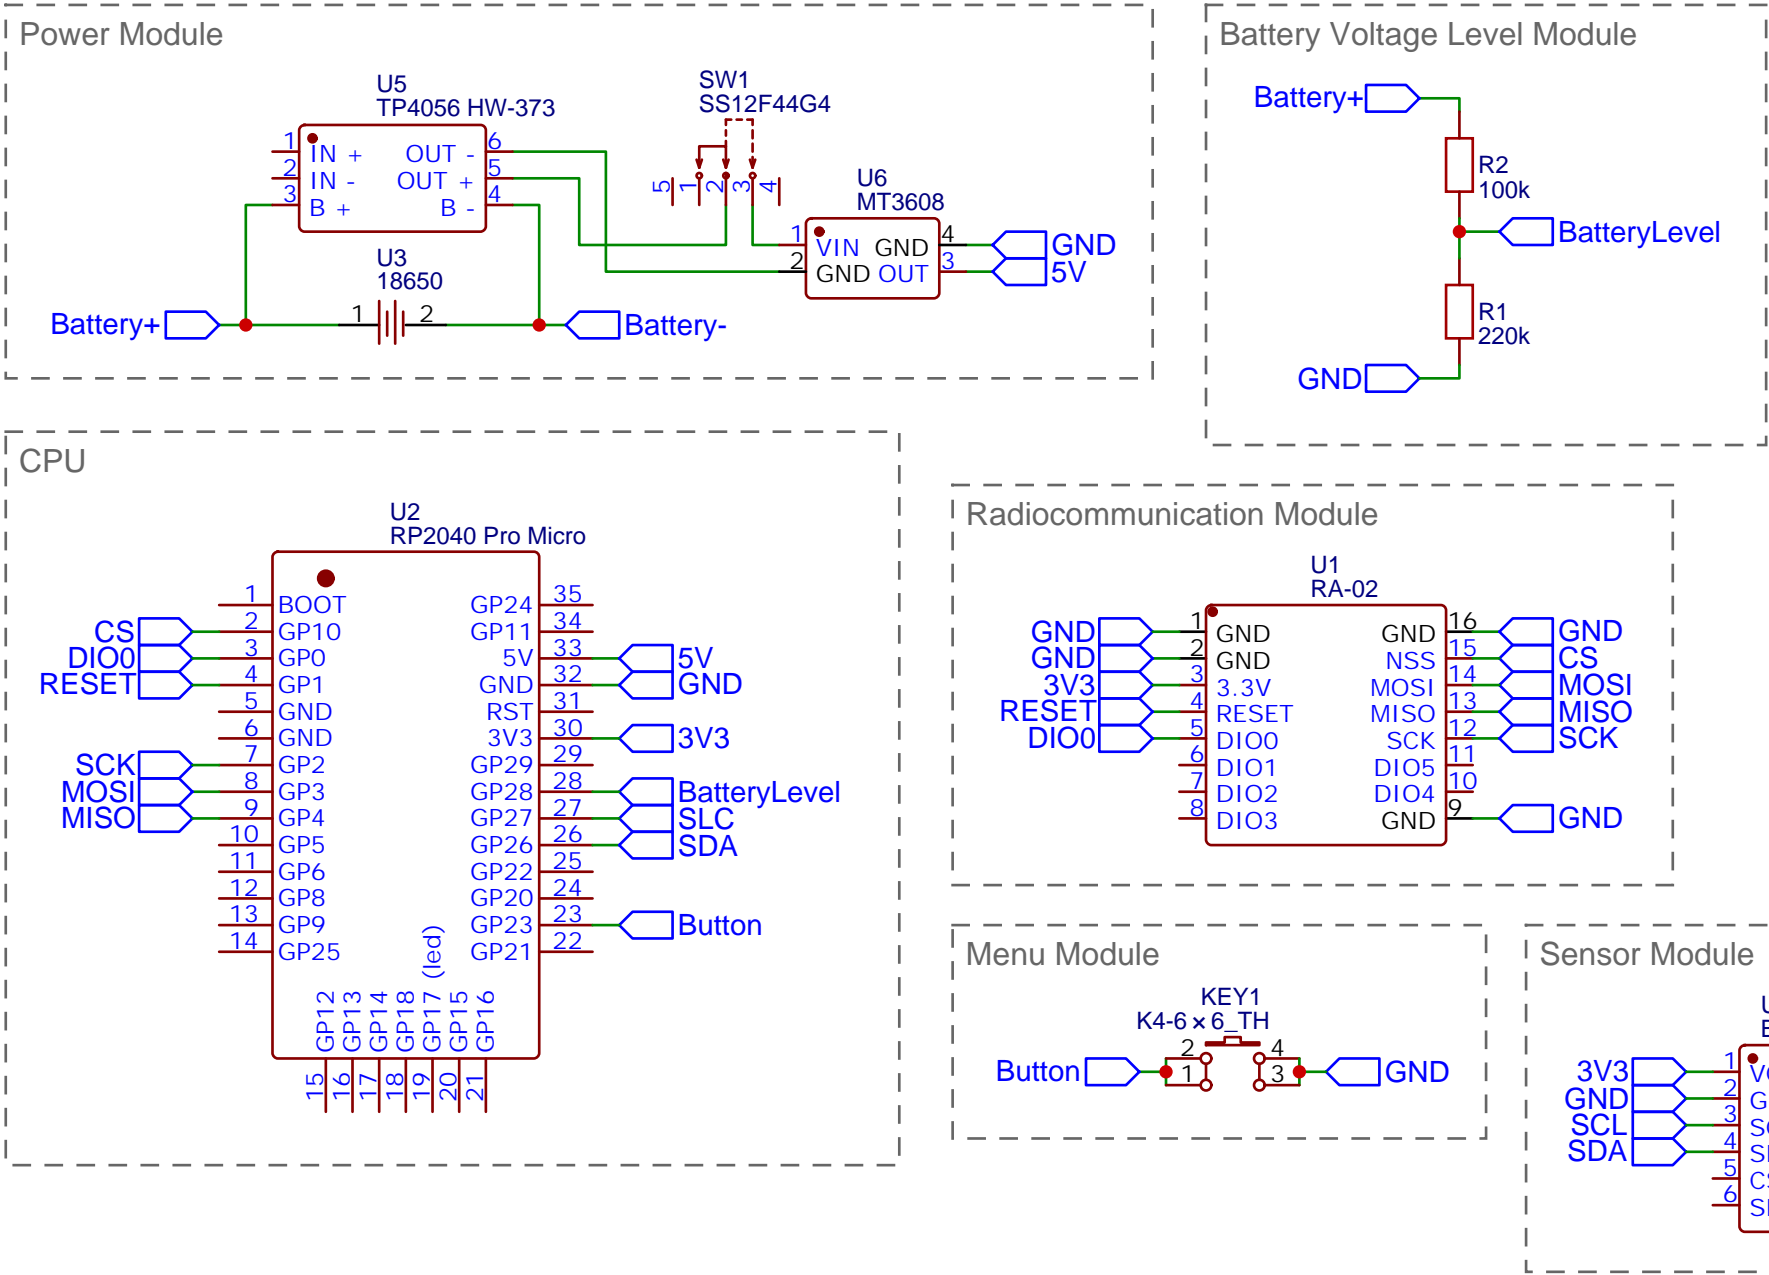 Power Module
U5
TP4056 HW-373
1
IN +
2
IN -
3
B +
OUT -
6
OUT +
5
B -
4
U3
18650
1
2
Battery+
Battery-
SW1
SS12F44G4
5
1
2
3
4
U6
MT3608
1
VIN
2
GND
GND
4
OUT
3
GND
5V
Battery Voltage Level Module
Battery+
R2
100k
BatteryLevel
R1
220k
GND
CPU
U2
RP2040 Pro Micro
1 BOOT
CS 2 GP10
DIO0 3 GP0
RESET 4 GP1
5 GND
6 GND
SCK 7 GP2
MOSI 8 GP3
MISO 9 GP4
10 GP5
11 GP6
12 GP8
13 GP9
14 GP25
GP24 35
GP11 34
5V 33 5V
GND 32 GND
RST 31
3V3 30 3V3
GP29 29
GP28 28 BatteryLevel
GP27 27 SLC
GP26 26 SDA
GP22 25
GP20 24
GP23 23 Button
GP21 22
GP12 15
GP13 16
GP14 17
GP18 18
GP17 (led) 19
GP15 20
GP16 21
Radiocommunication Module
U1
RA-02
GND 1 GND
GND 2 GND
3V3 3 3.3V
RESET 4 RESET
DIO0 5 DIO0
6 DIO1
7 DIO2
8 DIO3
GND 16 GND
NSS 15 CS
MOSI 14 MOSI
MISO 13 MISO
SCK 12 SCK
DIO5 11
DIO4 10
GND 9 GND
Menu Module
KEY1
K4-6×6_TH
Button
2
1
4
3
GND
Sensor Module
3V3 1
GND 2
SCL 3
SDA 4
5
6